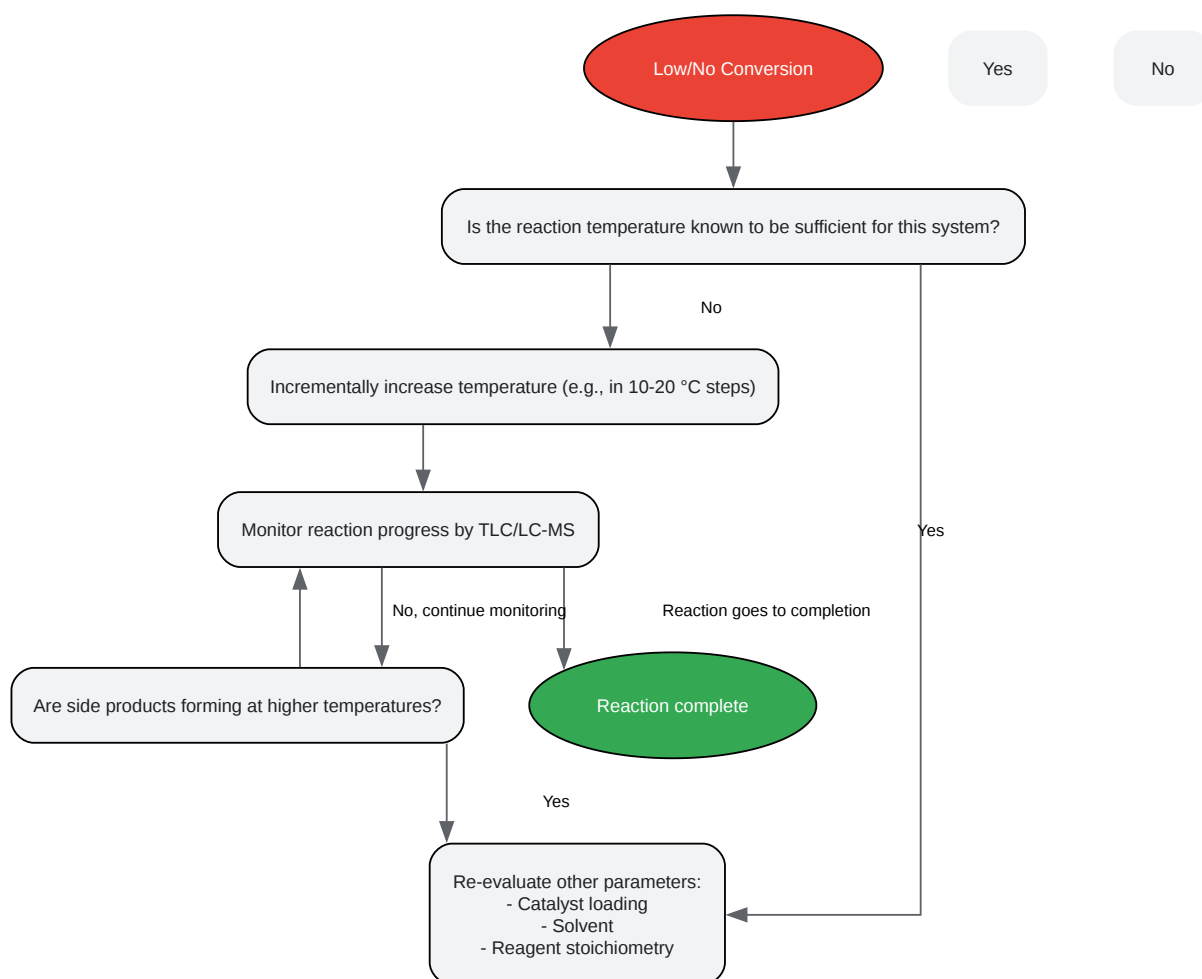 Low/No Conversion
Yes
No
Is the reaction temperature known to be sufficient for this system?
No
Incrementally increase temperature (e.g., in 10-20 °C steps)
Monitor reaction progress by TLC/LC-MS
Yes
No, continue monitoring
Reaction goes to completion
Are side products forming at higher temperatures?
Reaction complete
Yes
Re-evaluate other parameters:
- Catalyst loading
- Solvent
- Reagent stoichiometry